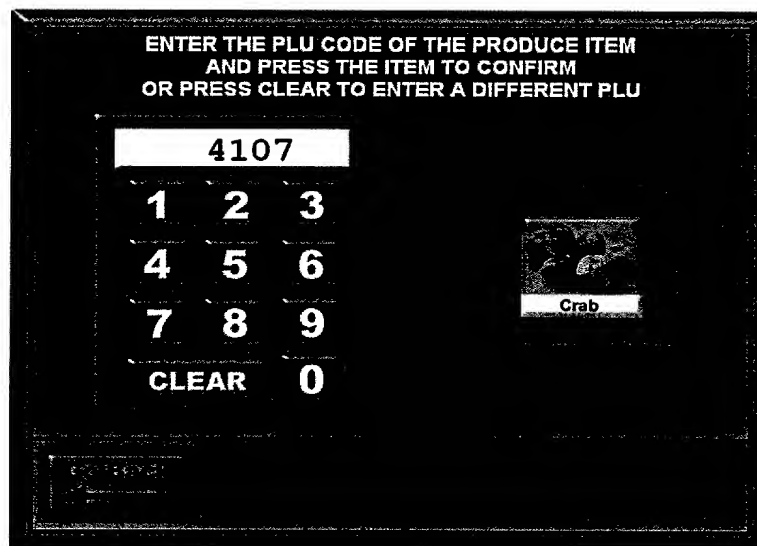 ENTER THE PLU CODE OF THE PRODUCE ITEM
AND PRESS THE ITEM TO CONFIRM
OR PRESS CLEAR TO ENTER A DIFFERENT PLU
4107
1 2 3
4 5 6
Crab
7 8 9
CLEAR 0